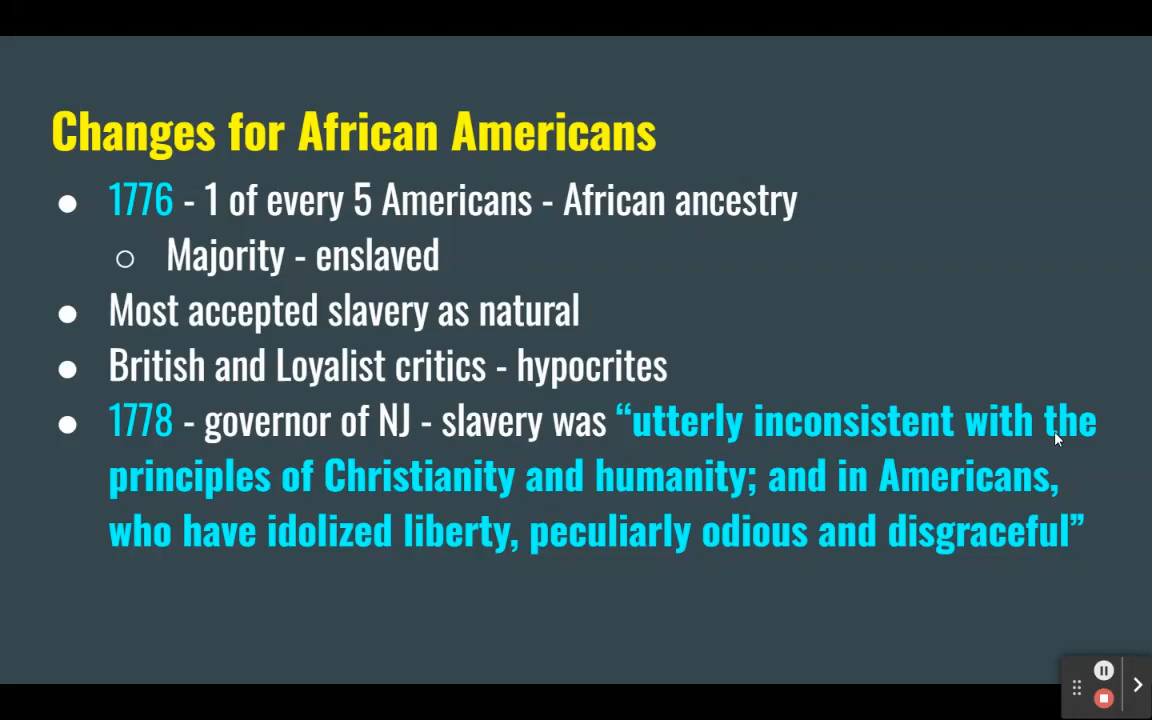 Changes for African Americans
● 1776 - 1 of every 5 Americans - African ancestry
○ Majority - enslaved
● Most accepted slavery as natural
● British and Loyalist critics - hypocrites
● 1778 - governor of NJ - slavery was “utterly inconsistent with the
principles of Christianity and humanity; and in Americans,
who have idolized liberty, peculiarly odious and disgraceful”